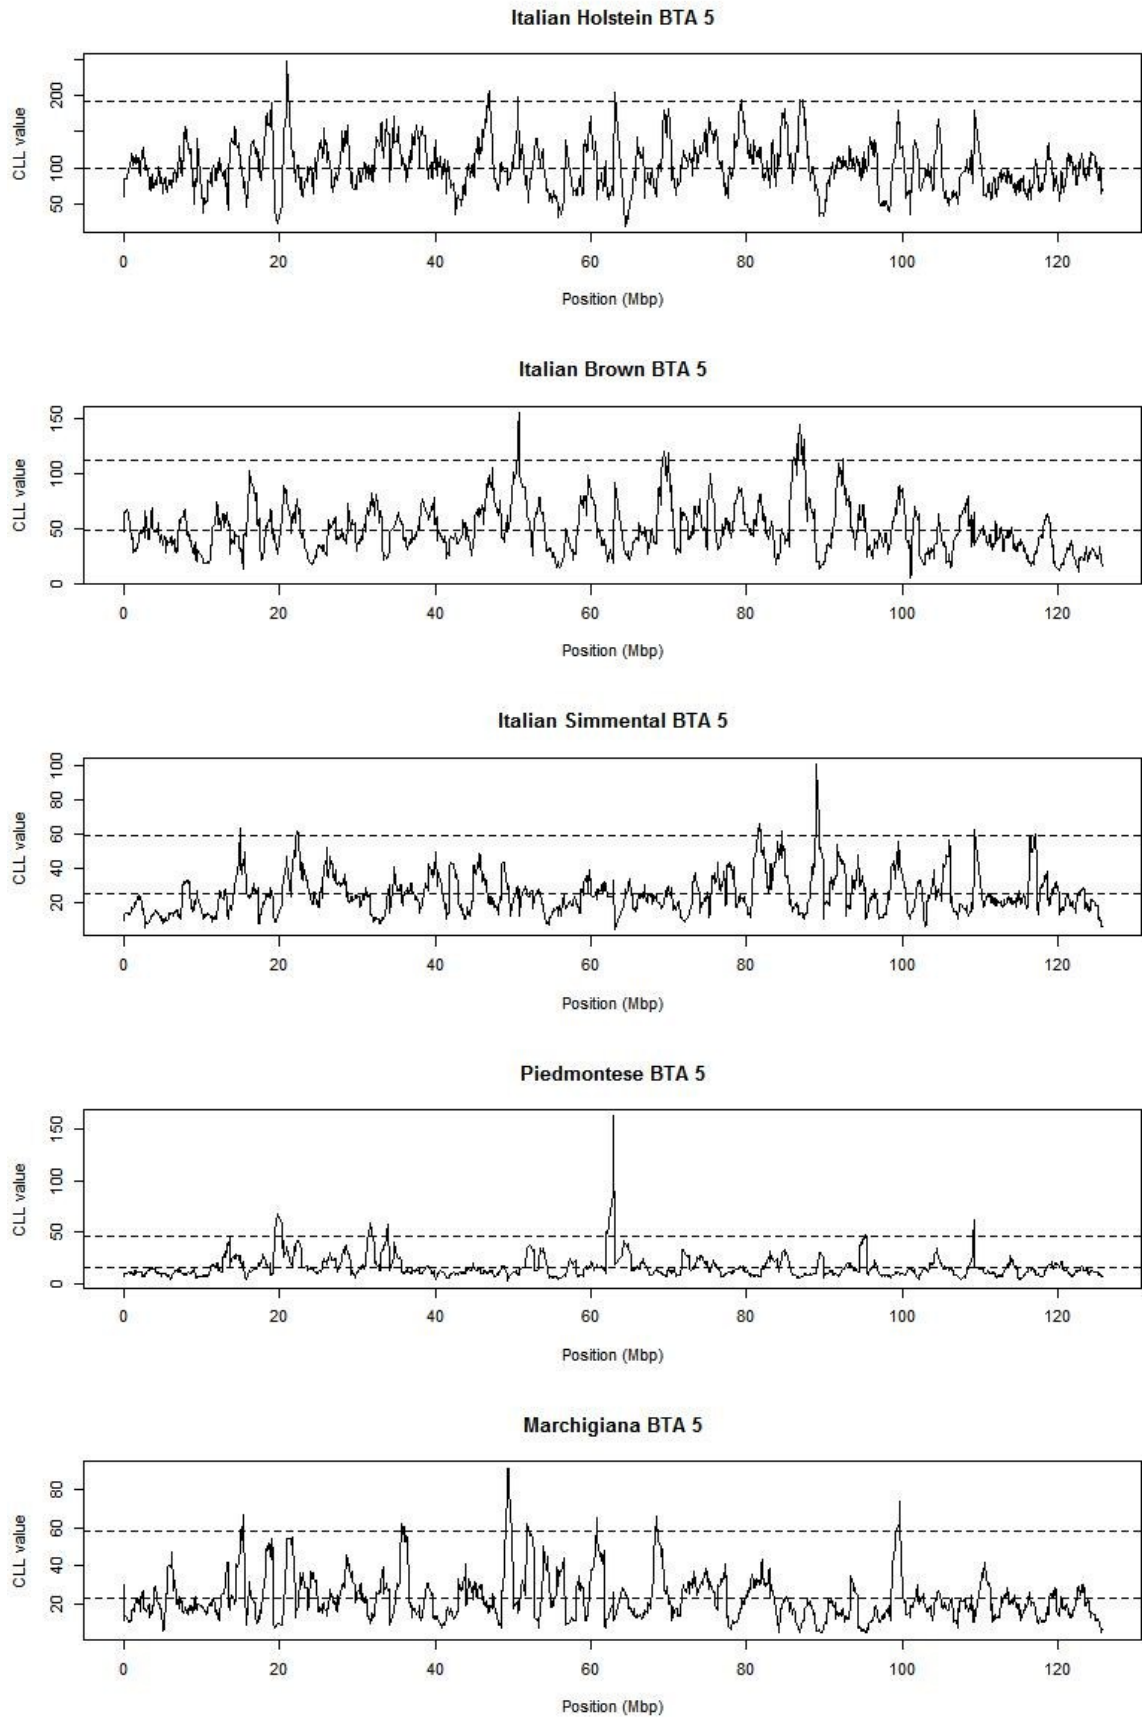 Italian Holstein BTA 5
CLL value
200
100
50
0 20 40 60 80 100 120
Position (Mbp)
Italian Brown BTA 5
CLL value
150
100
50
0
0 20 40 60 80 100 120
Position (Mbp)
Italian Simmental BTA 5
CLL value
100
80
60
40
20
0 20 40 60 80 100 120
Position (Mbp)
Piedmontese BTA 5
CLL value
150
100
50
0
0 20 40 60 80 100 120
Position (Mbp)
Marchigiana BTA 5
CLL value
80
60
40
20
0 20 40 60 80 100 120
Position (Mbp)